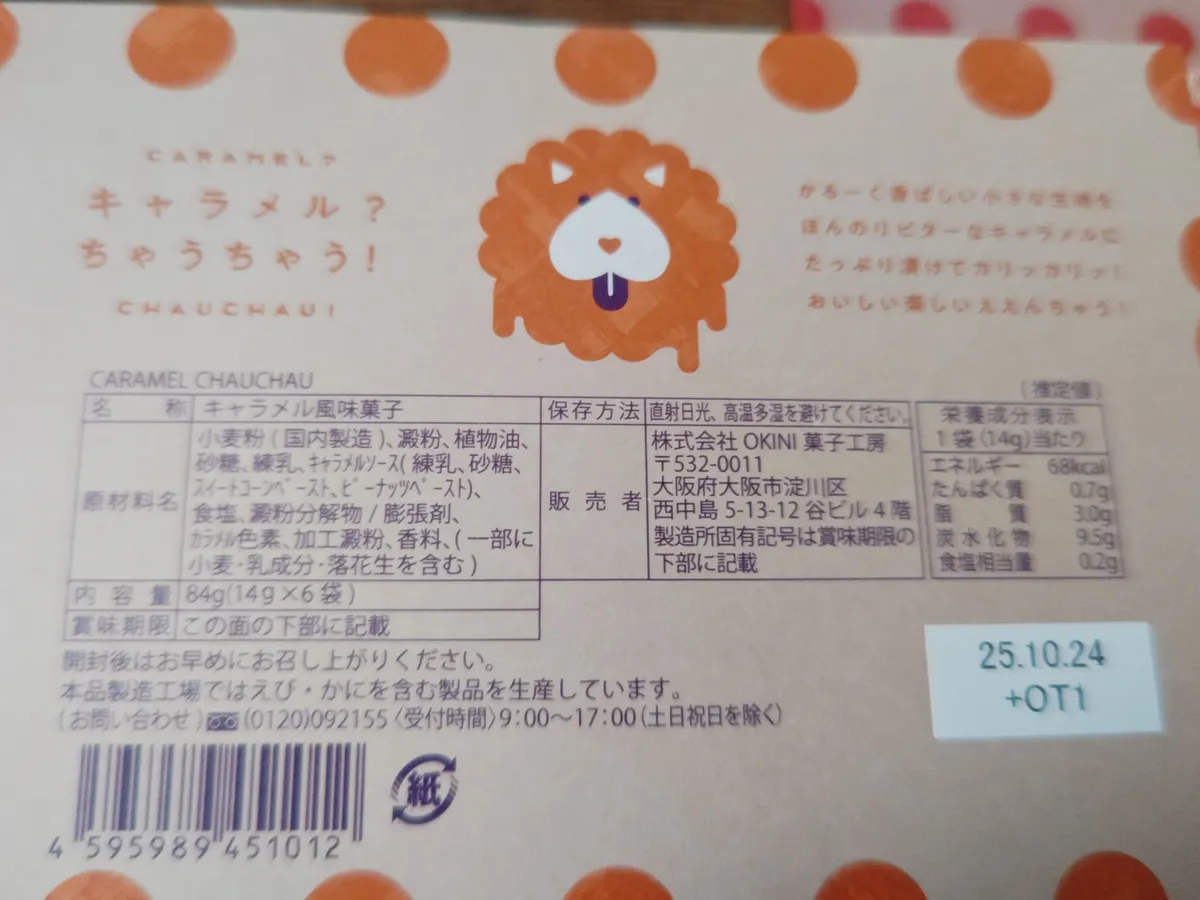 CARAMEL?
キャラメル?
ちゃうちゃう!
CHAUCHAU!
かる〜く香ばしい小さな生地を
ほんのりビターなキャラメルに
たっぷり漬けてカリッカリッ!
おいしい楽しいええんちゃう!
CARAMEL CHAUCHAU
名称 キャラメル風味菓子
原材料名
小麦粉(国内製造)、澱粉、植物油、
砂糖、練乳、キャラメルソース(練乳、砂糖、
スイートコーンペースト、ピーナッツペースト)、
食塩、澱粉分解物/膨張剤、
カラメル色素、加工澱粉、香料、(一部に
小麦・乳成分・落花生を含む)
内容量 84g(14g×6袋)
賞味期限 この面の下部に記載
保存方法 直射日光、高温多湿を避けてください。
販売者
株式会社 OKINI 菓子工房
〒532-0011
大阪府大阪市淀川区
西中島 5-13-12 谷ビル 4 階
製造所固有記号は賞味期限の
下部に記載
(推定値)
栄養成分表示
1袋(14g)当たり
エネルギー 68kcal
たんぱく質 0.7g
脂質 3.0g
炭水化物 9.5g
食塩相当量 0.2g
開封後はお早めにお召し上がりください。
本品製造工場ではえび・かにを含む製品を生産しています。
(お問い合わせ)(0120)092155〈受付時間〉9:00〜17:00(土日祝日を除く)
25.10.24
+OT1
紙
4 595989 451012